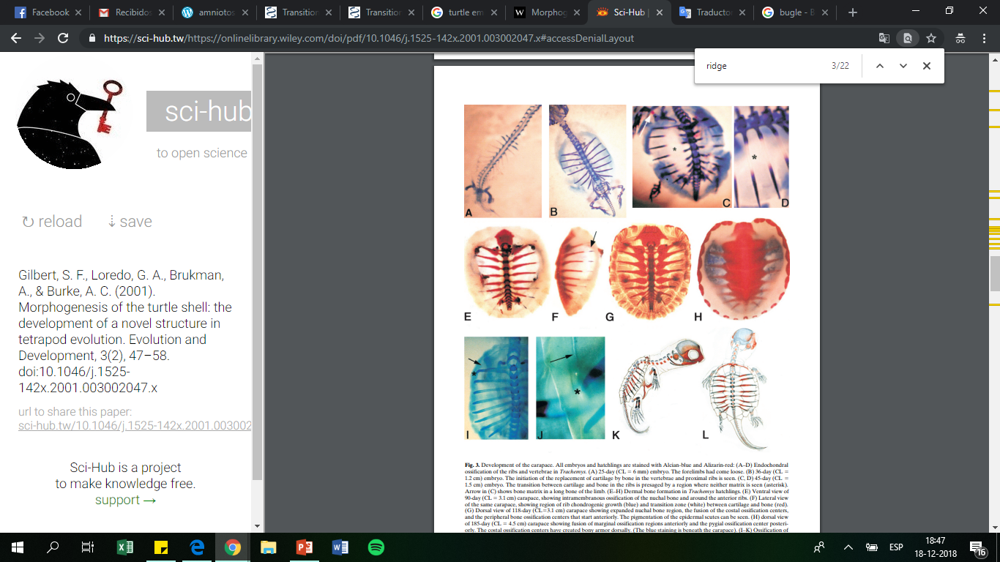 Facebook
Recibidos
amniotos
Transition
Transition
turtle em
Morphog
Sci-Hub |
Traducto
bugle - B
https://sci-hub.tw/https://onlinelibrary.wiley.com/doi/pdf/10.1046/j.1525-142x.2001.003002047.x#accessDenialLayout
ridge
3/22
sci-hub
to open science
↻ reload
⇣ save
Gilbert, S. F., Loredo, G. A., Brukman,
A., & Burke, A. C. (2001).
Morphogenesis of the turtle shell: the
development of a novel structure in
tetrapod evolution. Evolution and
Development, 3(2), 47–58.
doi:10.1046/j.1525-
142x.2001.003002047.x
url to share this paper:
sci-hub.tw/10.1046/j.1525-142x.2001.003002
Sci-Hub is a project
to make knowledge free.
support →
A
B
C
D
E
F
G
H
I
J
K
L
Fig. 3. Development of the carapace. All embryos and hatchlings are stained with Alcian-blue and Alizarin-red: (A–D) Endochondral
ossification of the ribs and vertebrae in Trachemys. (A) 25-day (CL = 6 mm) embryo. The forelimbs had come loose. (B) 36-day (CL =
1.2 cm) embryo. The initiation of the replacement of cartilage by bone in the vertebrae and proximal ribs is seen. (C, D) 45-day (CL =
1.5 cm) embryo. The transition between cartilage and bone in the ribs is presaged by a region where neither matrix is seen (asterisk).
Arrow in (C) shows bone matrix in a long bone of the limb. (E–H) Dermal bone formation in Trachemys hatchlings. (E) Ventral view of
90-day (CL = 3.1 cm) carapace, showing intramembranous ossification of the nuchal bone and around the anterior ribs. (F) Lateral view
of the same carapace, showing region of rib chondrogenic growth (blue) and transition zone (white) between cartilage and bone (red).
(G) Dorsal view of 118-day (CL=3.1 cm) carapace showing expanded nuchal bone region, the fusion of the costal ossification centers,
and the peripheral bone ossification centers that start anteriorly. The pigmentation of the epidermal scutes can be seen. (H) dorsal view
of 185-day (CL = 4.5 cm) carapace showing fusion of marginal ossification regions anteriorly and the pygial ossification center posteri-
orly. The costal ossification centers have created bony armor dorsally. (The blue staining is beneath the carapace). (I–K) Ossification of
ESP
18:47
18-12-2018
16